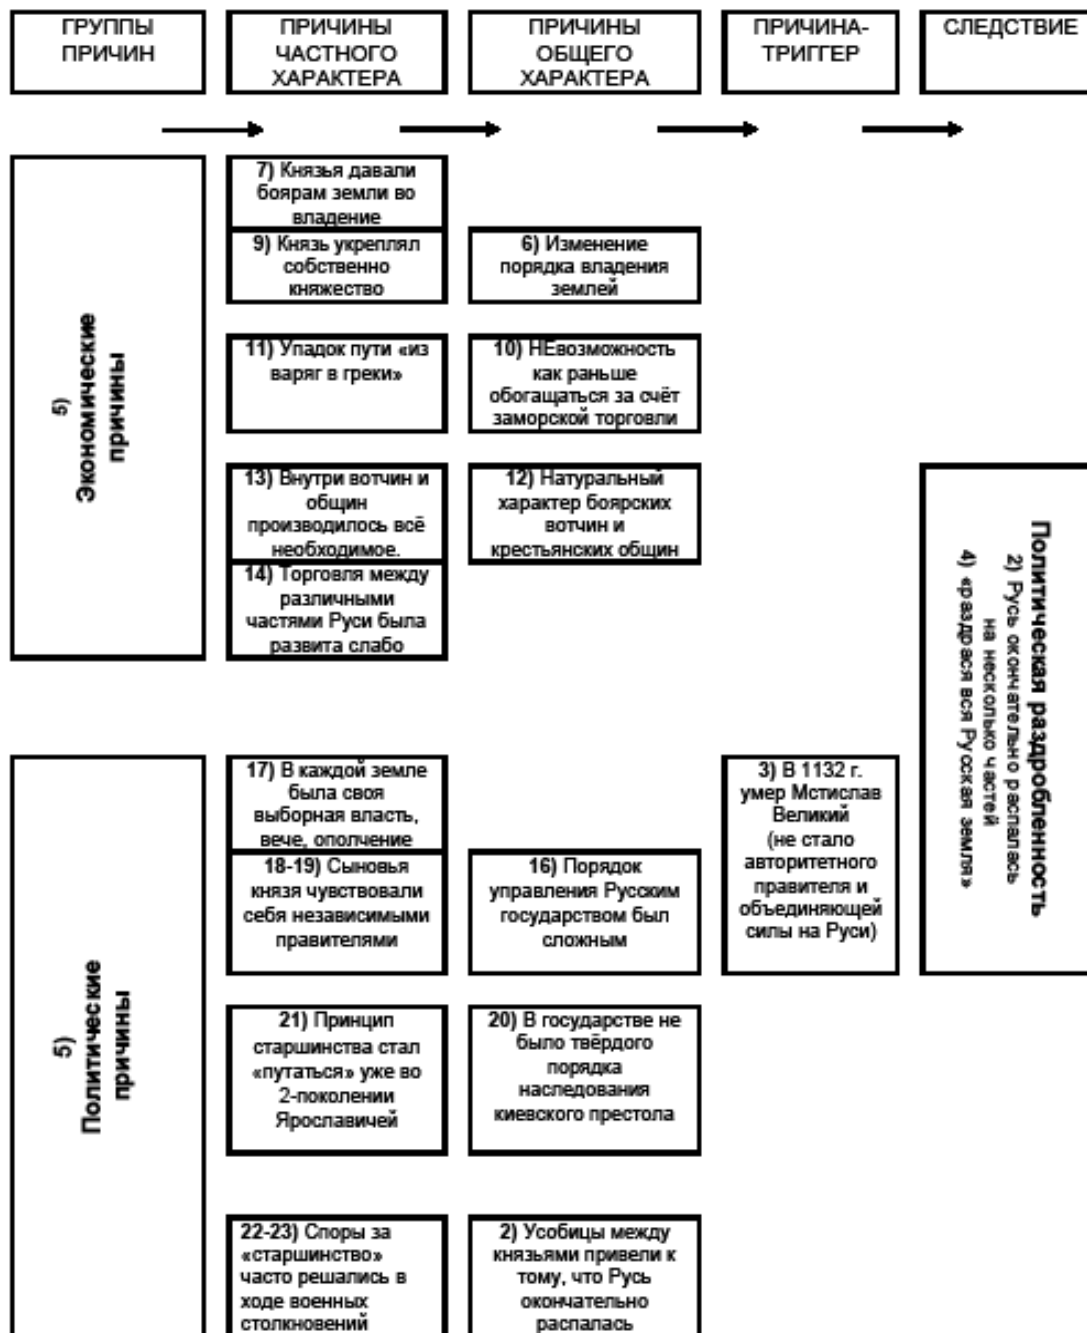 ГРУППЫ
ПРИЧИН
ПРИЧИНЫ
ЧАСТНОГО
ХАРАКТЕРА
ПРИЧИНЫ
ОБЩЕГО
ХАРАКТЕРА
ПРИЧИНА-
ТРИГГЕР
СЛЕДСТВИЕ
5)
Экономические
причины
7) Князья давали
боярам земли во
владение
9) Князь укреплял
собственно
княжество
6) Изменение
порядка владения
землей
11) Упадок пути «из
варяг в греки»
10) НЕвозможность
как раньше
обогащаться за счёт
заморской торговли
13) Внутри вотчин и
общин
производилось всё
необходимое.
12) Натуральный
характер боярских
вотчин и
крестьянских общин
14) Торговля между
различными
частями Руси была
развита слабо
Политическая раздробленность
2) Русь окончательно распалась
на несколько частей
4) «раздрася вся Русская земля»
5)
Политические
причины
17) В каждой земле
была своя
выборная власть,
вече, ополчение
18-19) Сыновья
князя чувствовали
себя независимыми
правителями
16) Порядок
управления Русским
государством был
сложным
3) В 1132 г.
умер Мстислав
Великий
(не стало
авторитетного
правителя и
объединяющей
силы на Руси)
21) Принцип
старшинства стал
«путаться» уже во
2-поколении
Ярославичей
20) В государстве не
было твёрдого
порядка
наследования
киевского престола
22-23) Споры за
«старшинство»
часто решались в
ходе военных
столкновений
2) Усобицы между
князьями привели к
тому, что Русь
окончательно
распалась